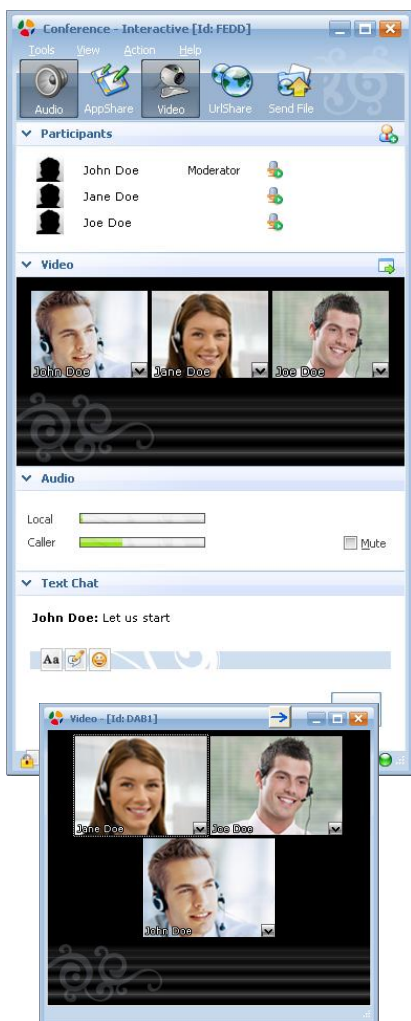 Conference - Interactive [Id: FEDD]
Tools View Action Help
Audio AppShare Video UrlShare Send File
Participants
John Doe Moderator
Jane Doe
Joe Doe
Video
John Doe Jane Doe Joe Doe
Audio
Local
Caller Mute
Text Chat
John Doe: Let us start
Aa
Video - [Id: DAB1]
Jane Doe Joe Doe
John Doe